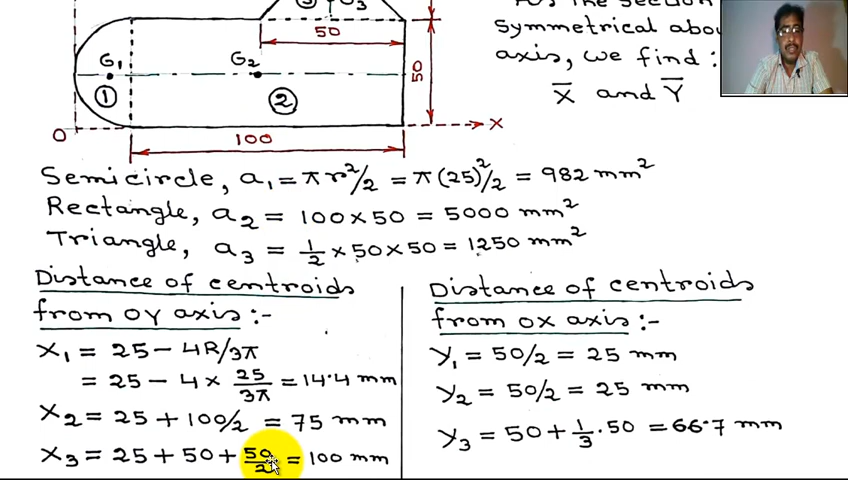 symmetrical abou
50
axis, we find :
G₁
G₂
50
X̄ and Ȳ
①
②
O
X
100
Semicircle, a₁ = πr²/2 = π(25)²/2 = 982 mm²
Rectangle, a₂ = 100×50 = 5000 mm²
Triangle, a₃ = 1/2 × 50×50 = 1250 mm²
Distance of centroids
from OY axis :-
X₁ = 25 - 4R/3π
= 25 - 4 × 25/3π = 14.4 mm
X₂ = 25 + 100/2 = 75 mm
X₃ = 25 + 50 + 50/2 = 100 mm
Distance of centroids
from OX axis :-
y₁ = 50/2 = 25 mm
y₂ = 50/2 = 25 mm
y₃ = 50 + 1/3 · 50 = 66.7 mm